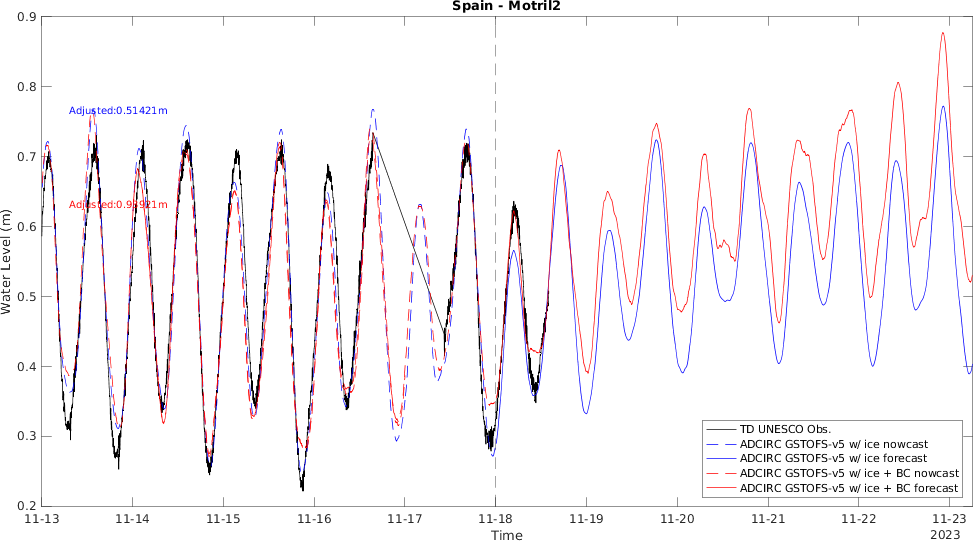 Spain - Motril2
0.9
0.8
0.7
0.6
0.5
0.4
0.3
0.2
Water Level (m)
Adjusted:0.51421m
TD UNESCO Obs.
ADCIRC GSTOFS-v5 w/ ice nowcast
ADCIRC GSTOFS-v5 w/ ice forecast
ADCIRC GSTOFS-v5 w/ ice + BC nowcast
ADCIRC GSTOFS-v5 w/ ice + BC forecast
11-13 11-14 11-15 11-16 11-17 11-18 11-19 11-20 11-21 11-22 11-23
Time
2023